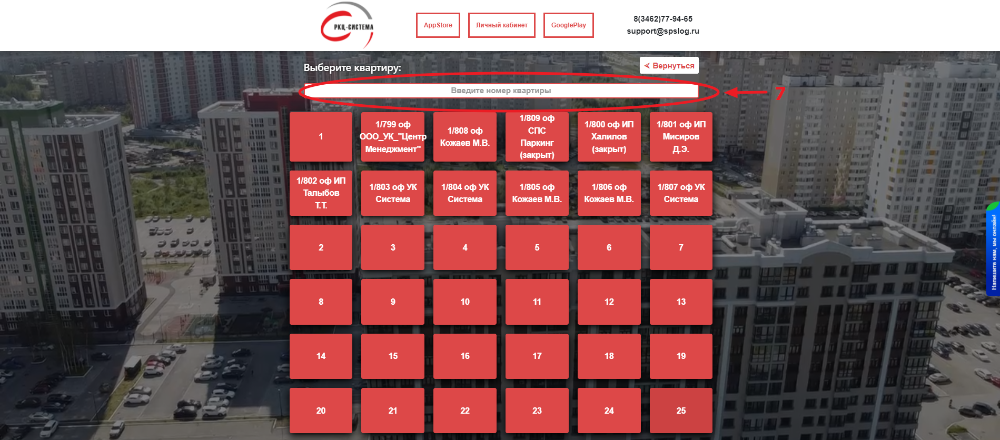 РКЦ-СИСТЕМА
AppStore
Личный кабинет
GooglePlay
8(3462)77-94-65
support@spslog.ru
Выберите квартиру:
Вернуться
Введите номер квартиры
7
1
1/799 оф
ООО_УК_"Центр
Менеджмент"
1/808 оф
Кожаев М.В.
1/809 оф
СПС
Паркинг
(закрыт)
1/800 оф ИП
Халилов
(закрыт)
1/801 оф ИП
Мисиров
Д.Э.
1/802 оф ИП
Талыбов
Т.Т.
1/803 оф УК
Система
1/804 оф УК
Система
1/805 оф
Кожаев М.В.
1/806 оф
Кожаев М.В.
1/807 оф УК
Система
2
3
4
5
6
7
8
9
10
11
12
13
14
15
16
17
18
19
20
21
22
23
24
25
Напишите нам, мы онлайн!